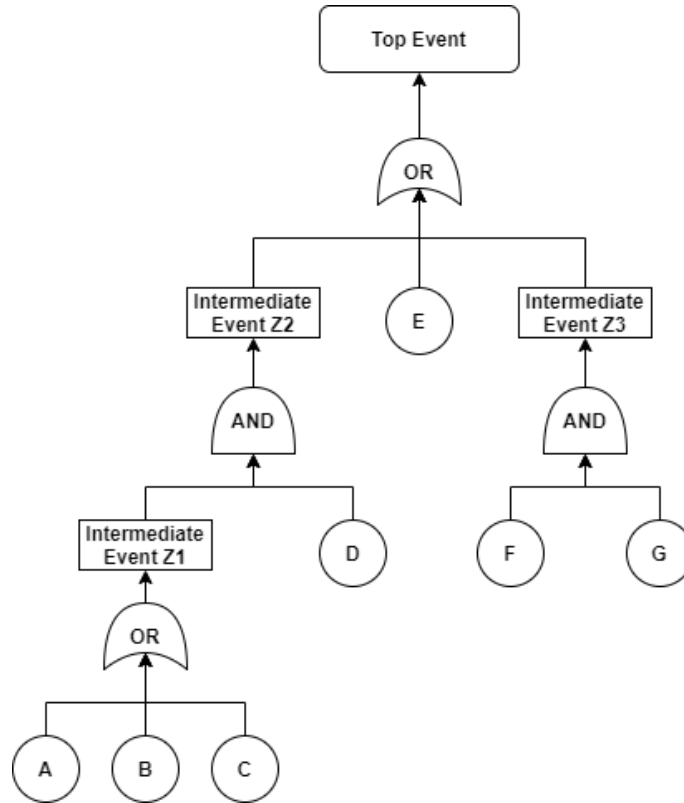 Top Event
OR
Intermediate
Event Z2
E
Intermediate
Event Z3
AND
AND
Intermediate
Event Z1
D
F
G
OR
A
B
C